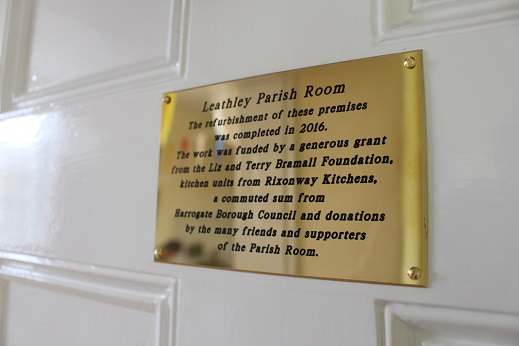 Leathley Parish Room
The refurbishment of these premises
was completed in 2016.
The work was funded by a generous grant
from the Liz and Terry Bramall Foundation,
kitchen units from Rixonway Kitchens,
a commuted sum from
Harrogate Borough Council and donations
by the many friends and supporters
of the Parish Room.